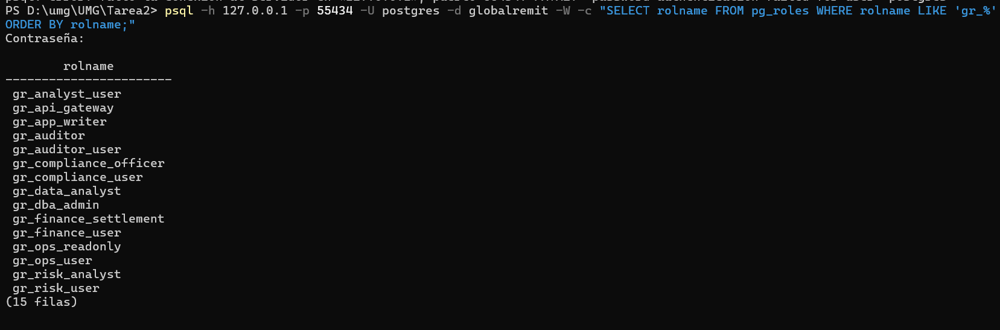 PS D:\umg\UMG\Tarea2> psql -h 127.0.0.1 -p 55434 -U postgres -d globalremit -W -c "SELECT rolname FROM pg_roles WHERE rolname LIKE 'gr_%'
ORDER BY rolname;"
Contraseña:
rolname
-----------------------
gr_analyst_user
gr_api_gateway
gr_app_writer
gr_auditor
gr_auditor_user
gr_compliance_officer
gr_compliance_user
gr_data_analyst
gr_dba_admin
gr_finance_settlement
gr_finance_user
gr_ops_readonly
gr_ops_user
gr_risk_analyst
gr_risk_user
(15 filas)